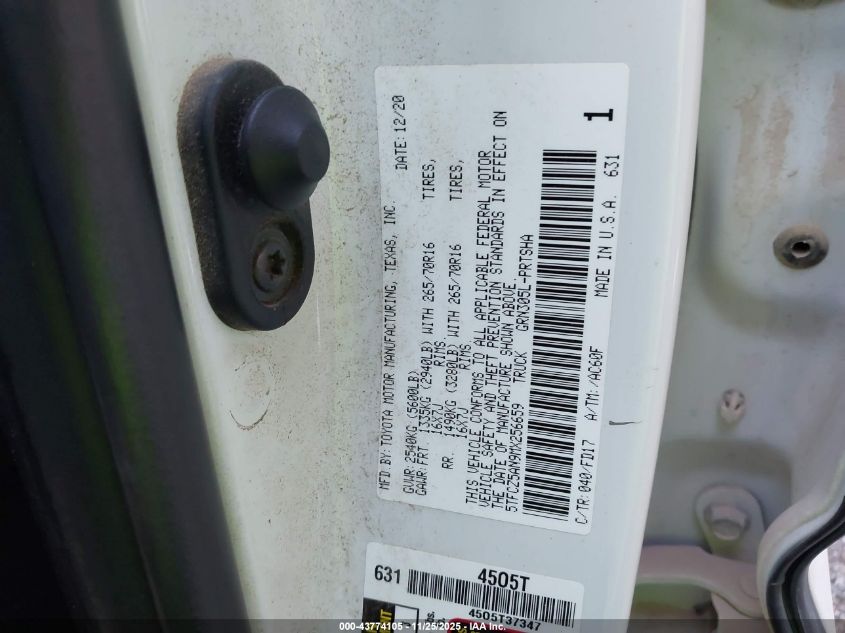 MFD BY: TOYOTA MOTOR MANUFACTURING, TEXAS, INC. DATE: 12/20
GVWR: 2540KG (5600LB)
GAWR: FRT 1335KG (2940LB) WITH 265/70R16 TIRES,
16X7J RIMS
RR. 1490KG (3280LB) WITH 265/70R16 TIRES,
16X7J RIMS
THIS VEHICLE CONFORMS TO ALL APPLICABLE FEDERAL MOTOR
VEHICLE SAFETY AND THEFT PREVENTION STANDARDS IN EFFECT ON
THE DATE OF MANUFACTURE SHOWN ABOVE.
5TFCZ5AN9MX256659 TRUCK GRN305L-PRTSHA
1
C/TR: 040/FD17 A/TM: /AC60F MADE IN U.S.A. 631
631 4505T
4505T37347
000-43774105 - 11/25/2025 - IAA, Inc.